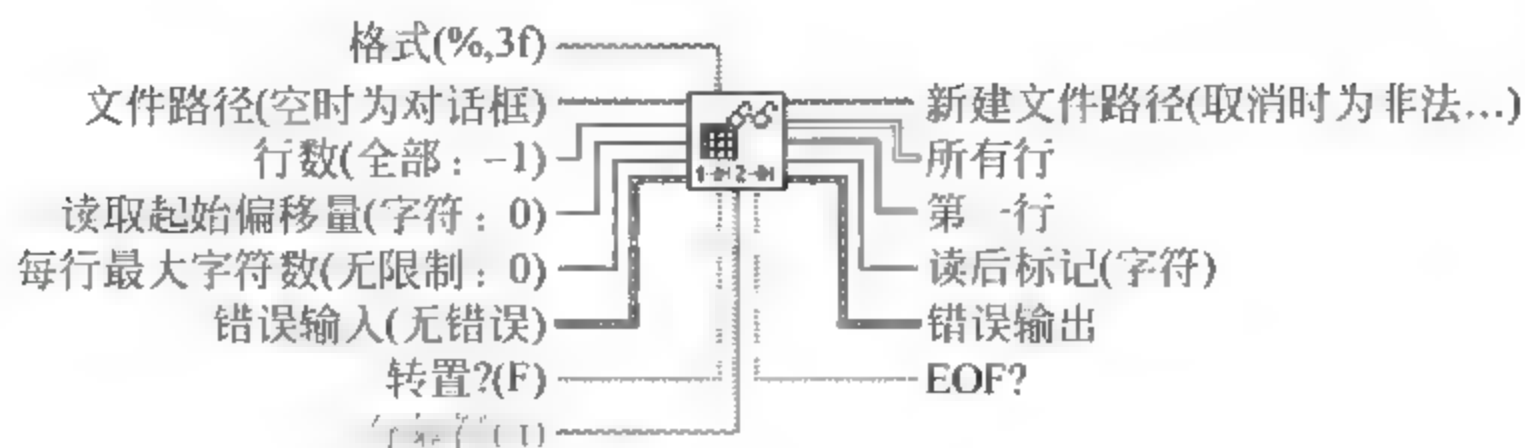 格式(%,3f)
文件路径(空时为对话框)
行数(全部：-1)
读取起始偏移量(字符：0)
每行最大字符数(无限制：0)
错误输入(无错误)
转置?(F)
新建文件路径(取消时为非法...)
所有行
第一行
读后标记(字符)
错误输出
EOF?